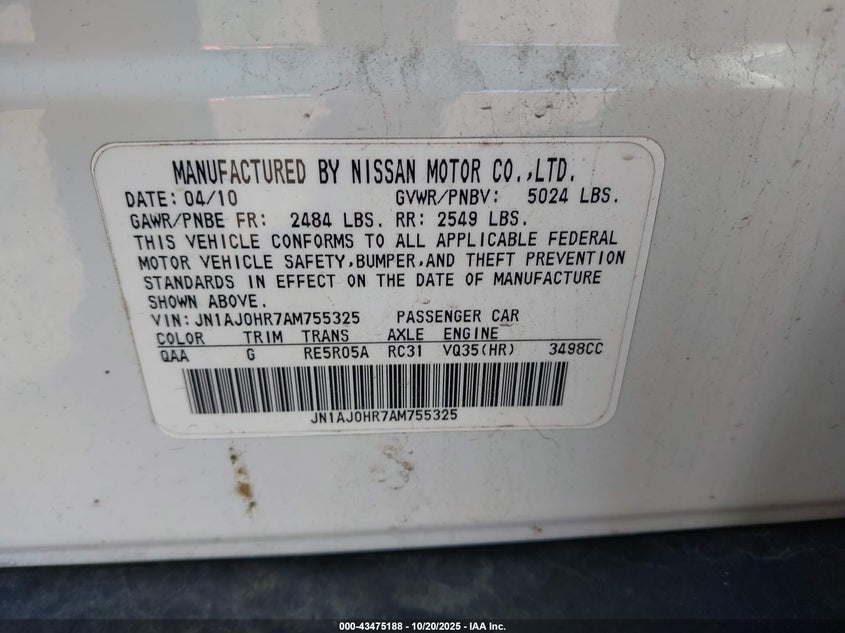 MANUFACTURED BY NISSAN MOTOR CO.,LTD.
DATE: 04/10 GVWR/PNBV: 5024 LBS.
GAWR/PNBE FR: 2484 LBS. RR: 2549 LBS.
THIS VEHICLE CONFORMS TO ALL APPLICABLE FEDERAL
MOTOR VEHICLE SAFETY,BUMPER,AND THEFT PREVENTION
STANDARDS IN EFFECT ON THE DATE OF MANUFACTURE
SHOWN ABOVE.
VIN: JN1AJ0HR7AM755325 PASSENGER CAR
COLOR TRIM TRANS AXLE ENGINE
QAA G RE5R05A RC31 VQ35(HR) 3498CC
JN1AJ0HR7AM755325
000-43475188 - 10/20/2025 - IAA Inc.